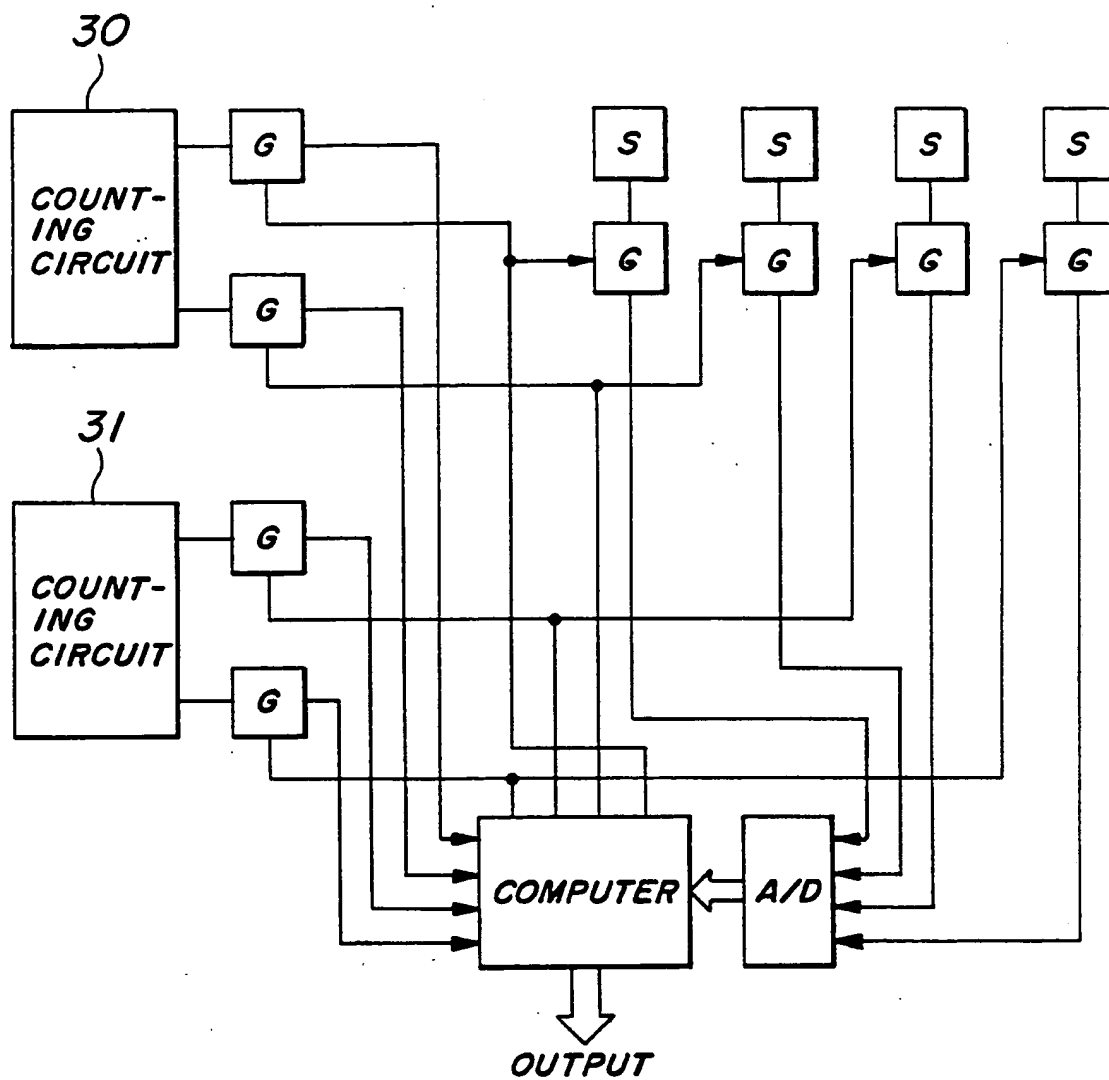 30
G
S
S
S
S
COUNT-
ING
CIRCUIT
G
G
G
G
G
31
G
COUNT-
ING
CIRCUIT
G
COMPUTER
A/D
OUTPUT